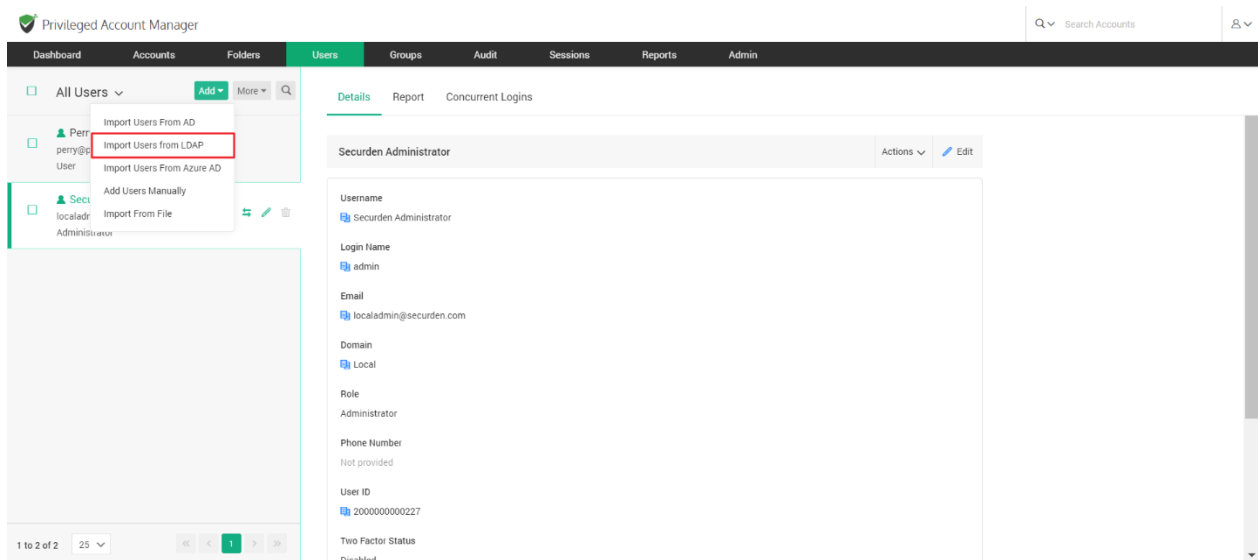 Privileged Account Manager
Search Accounts
Dashboard Accounts Folders Users Groups Audit Sessions Reports Admin
All Users Add More
Import Users From AD
Import Users from LDAP
Import Users From Azure AD
Add Users Manually
Import From File
User
Administrator
1 to 2 of 2 25 1
Details Report Concurrent Logins
Securden Administrator Actions Edit
Username
Securden Administrator
Login Name
admin
Email
localadmin@securden.com
Domain
Local
Role
Administrator
Phone Number
Not provided
User ID
2000000000227
Two Factor Status
Disabled